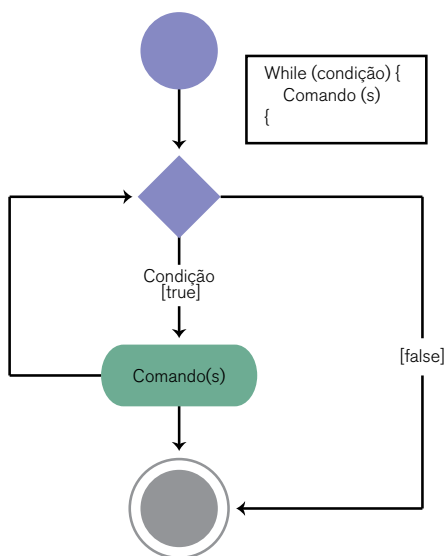 While (condição) {
Comando (s)
{
Condição
[true]
[false]
Comando(s)